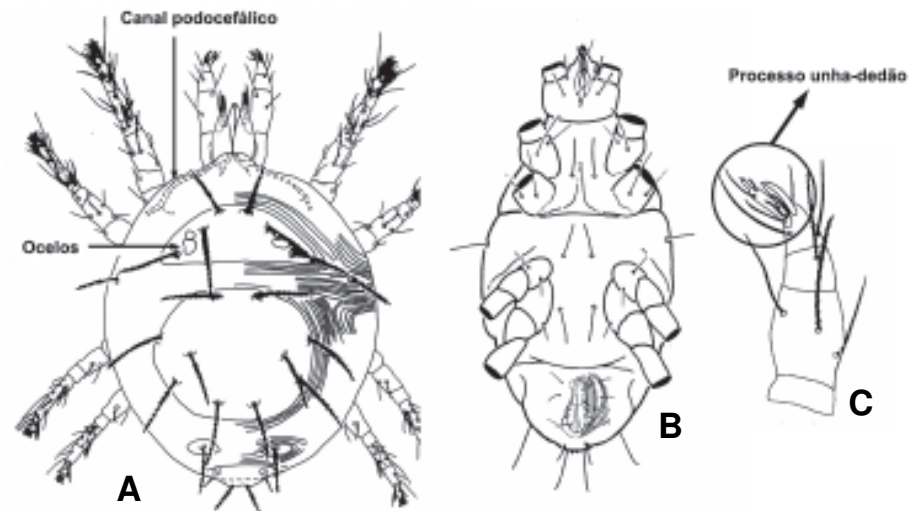 Canal podocefálico
Processo unha-dedão
Ocelos
A
B
C